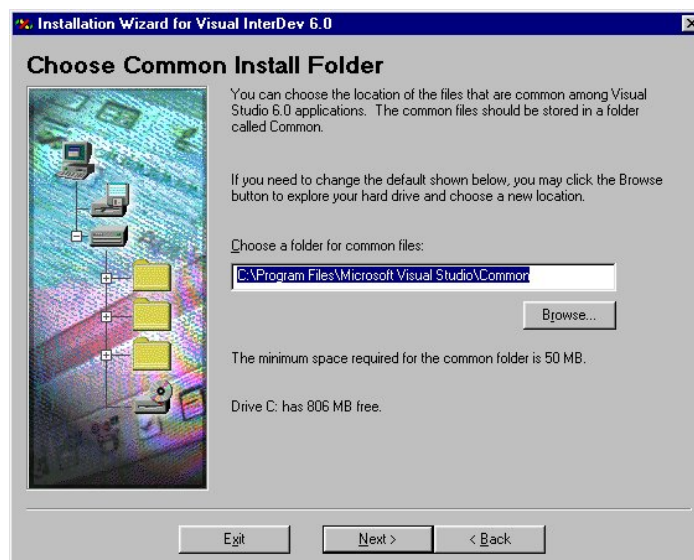 Installation Wizard for Visual InterDev 6.0
Choose Common Install Folder
You can choose the location of the files that are common among Visual
Studio 6.0 applications.  The common files should be stored in a folder
called Common.
If you need to change the default shown below, you may click the Browse
button to explore your hard drive and choose a new location.
Choose a folder for common files:
C:\Program Files\Microsoft Visual Studio\Common
Browse...
The minimum space required for the common folder is 50 MB.
Drive C: has 806 MB free.
Exit
Next >
< Back